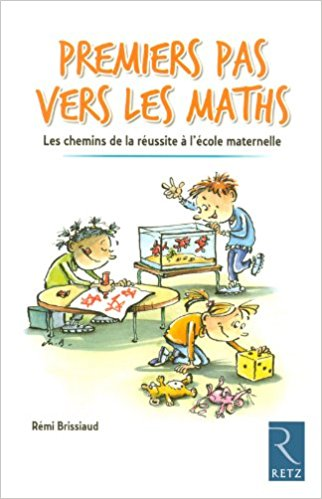 PREMIERS PAS
VERS LES MATHS
Les chemins de la réussite à l'école maternelle
Rémi Brissiaud
R
RETZ